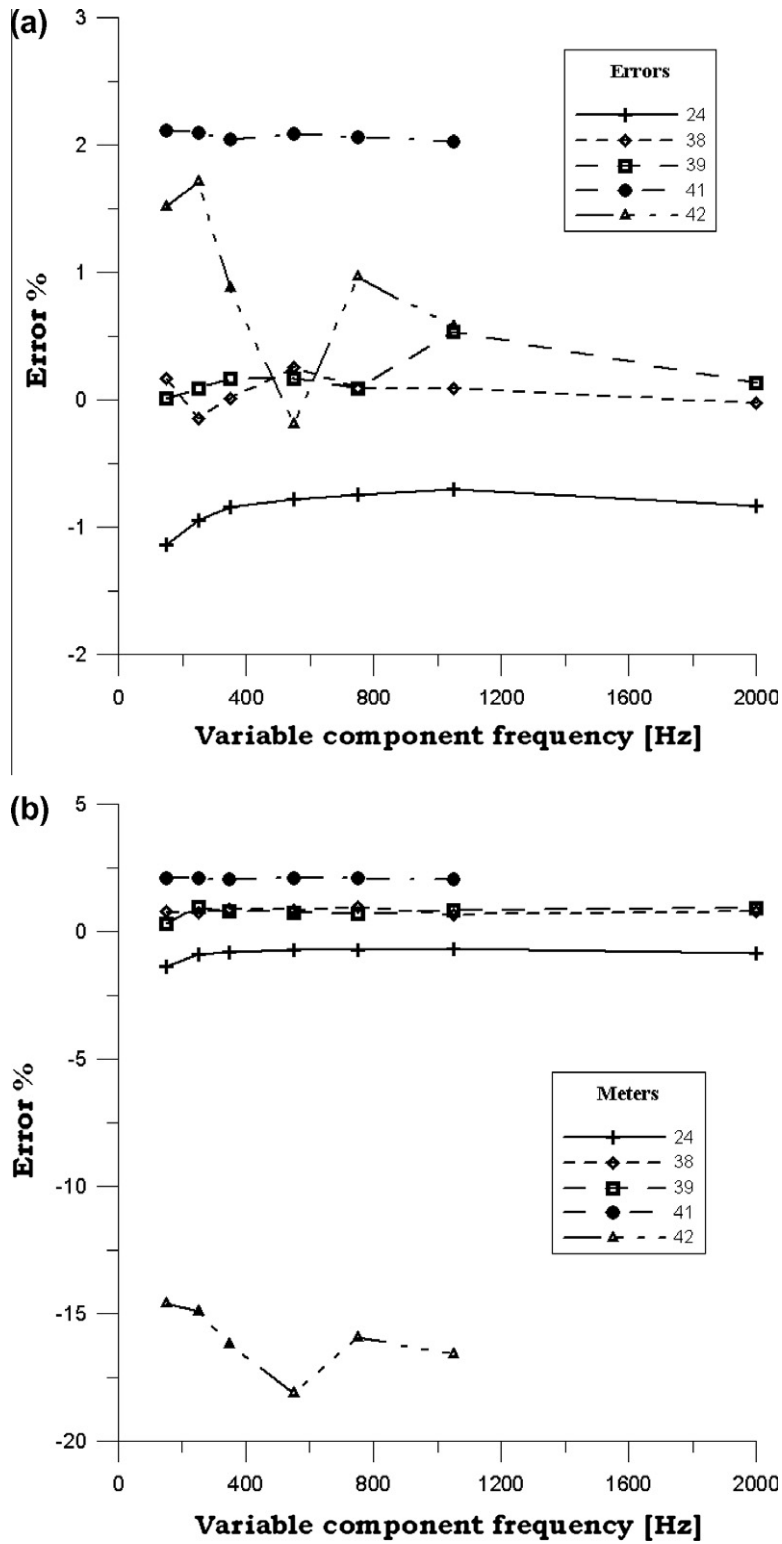 (a)
3
2
1
0
-1
-2
Error %
Errors
24
38
39
41
42
0 400 800 1200 1600 2000
Variable component frequency [Hz]
(b)
5
0
-5
-10
-15
-20
Error %
Meters
24
38
39
41
42
0 400 800 1200 1600 2000
Variable component frequency [Hz]